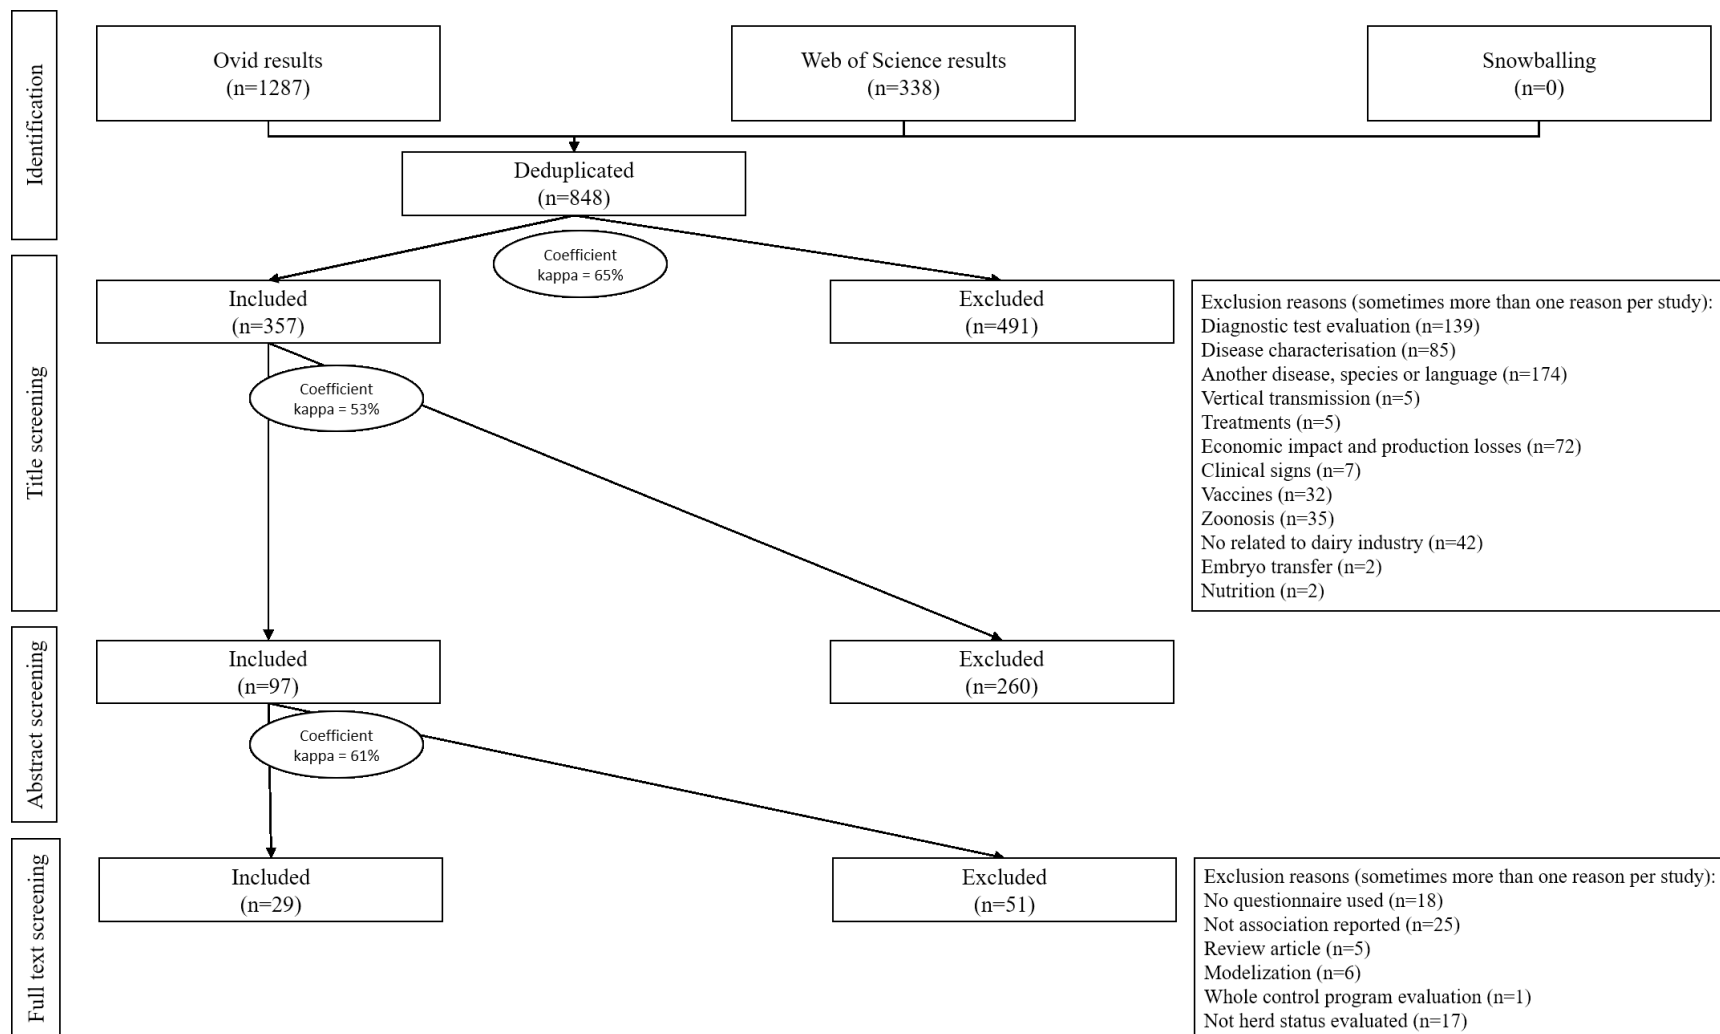 Identification
Ovid results
(n=1287)
Web of Science results
(n=338)
Snowballing
(n=0)
Deduplicated
(n=848)
Coefficient
kappa = 65%
Title screening
Included
(n=357)
Excluded
(n=491)
Exclusion reasons (sometimes more than one reason per study):
Diagnostic test evaluation (n=139)
Disease characterisation (n=85)
Another disease, species or language (n=174)
Vertical transmission (n=5)
Treatments (n=5)
Economic impact and production losses (n=72)
Clinical signs (n=7)
Vaccines (n=32)
Zoonosis (n=35)
No related to dairy industry (n=42)
Embryo transfer (n=2)
Nutrition (n=2)
Coefficient
kappa = 53%
Abstract screening
Included
(n=97)
Excluded
(n=260)
Coefficient
kappa = 61%
Full text screening
Included
(n=29)
Excluded
(n=51)
Exclusion reasons (sometimes more than one reason per study):
No questionnaire used (n=18)
Not association reported (n=25)
Review article (n=5)
Modelization (n=6)
Whole control program evaluation (n=1)
Not herd status evaluated (n=17)